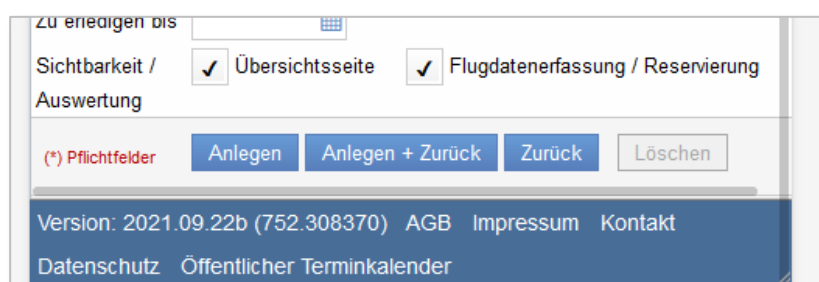 Zu erledigen bis
Sichtbarkeit / Übersichtsseite Flugdatenerfassung / Reservierung
Auswertung
(*) Pflichtfelder Anlegen Anlegen + Zurück Zurück Löschen
Version: 2021.09.22b (752.308370) AGB Impressum Kontakt
Datenschutz Öffentlicher Terminkalender